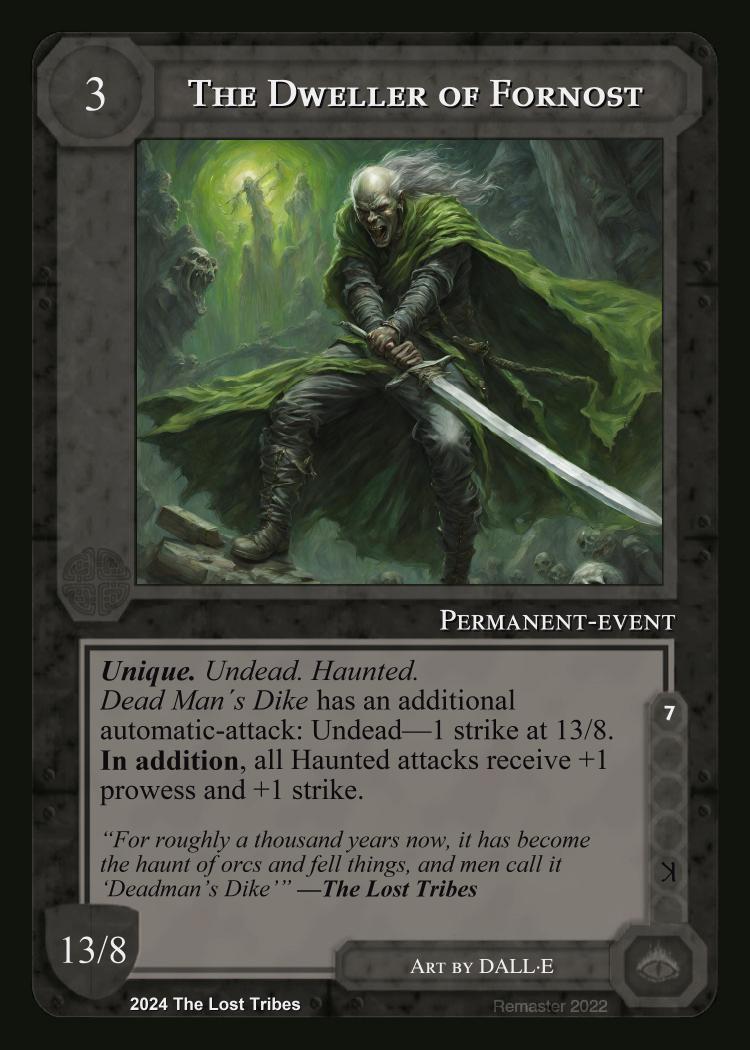 3
The Dweller of Fornost
Permanent-event
Unique. Undead. Haunted.
Dead Man´s Dike has an additional
automatic-attack: Undead—1 strike at 13/8.
In addition, all Haunted attacks receive +1
prowess and +1 strike.
7
“For roughly a thousand years now, it has become
the haunt of orcs and fell things, and men call it
‘Deadman’s Dike’” —The Lost Tribes
13/8
Art by DALL·E
2024 The Lost Tribes
Remaster 2022